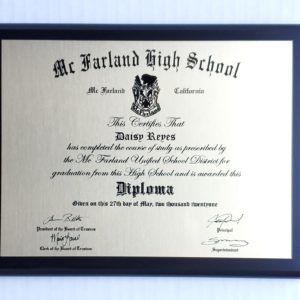 Mc Farland High School
Mc Farland California
This Certifies That
Daisy Reyes
has completed the course of study as prescribed by
the Mc Farland Unified School District for
graduation from this High School and is awarded this
Diploma
Given on this 27th day of May, two thousand twentyone
President of the Board of Trustees Principal
Clerk of the Board of Trustees Superintendent